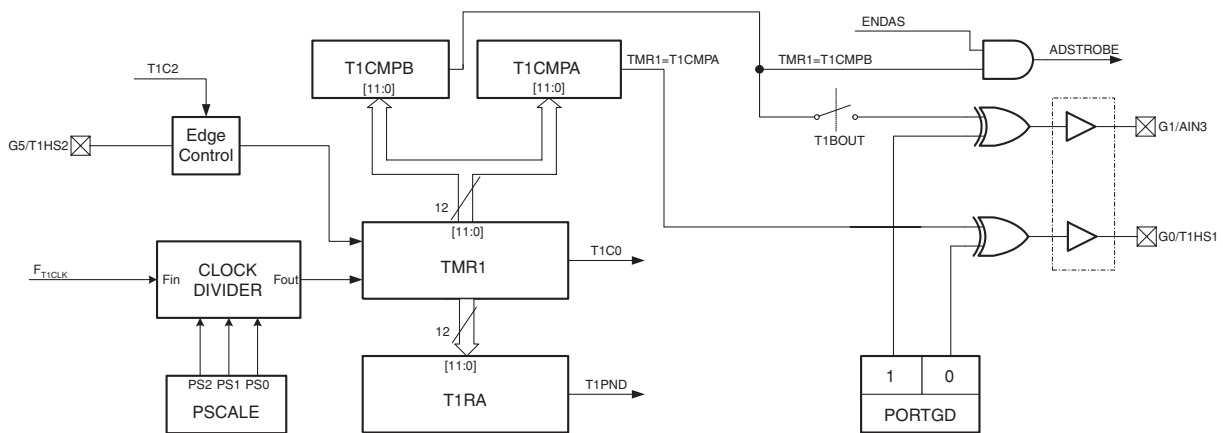 ENDAS
ADSTROBE
T1CMPB
[11:0]
T1CMPA
[11:0]
TMR1=T1CMPA
TMR1=T1CMPB
T1C2
T1BOUT
G1/AIN3
G5/T1HS2
Edge
Control
12
[11:0]
TMR1
T1C0
G0/T1HS1
FT1CLK
Fin
CLOCK
DIVIDER
Fout
12
[11:0]
T1RA
T1PND
PS2 PS1 PS0
PSCALE
1 0
PORTGD